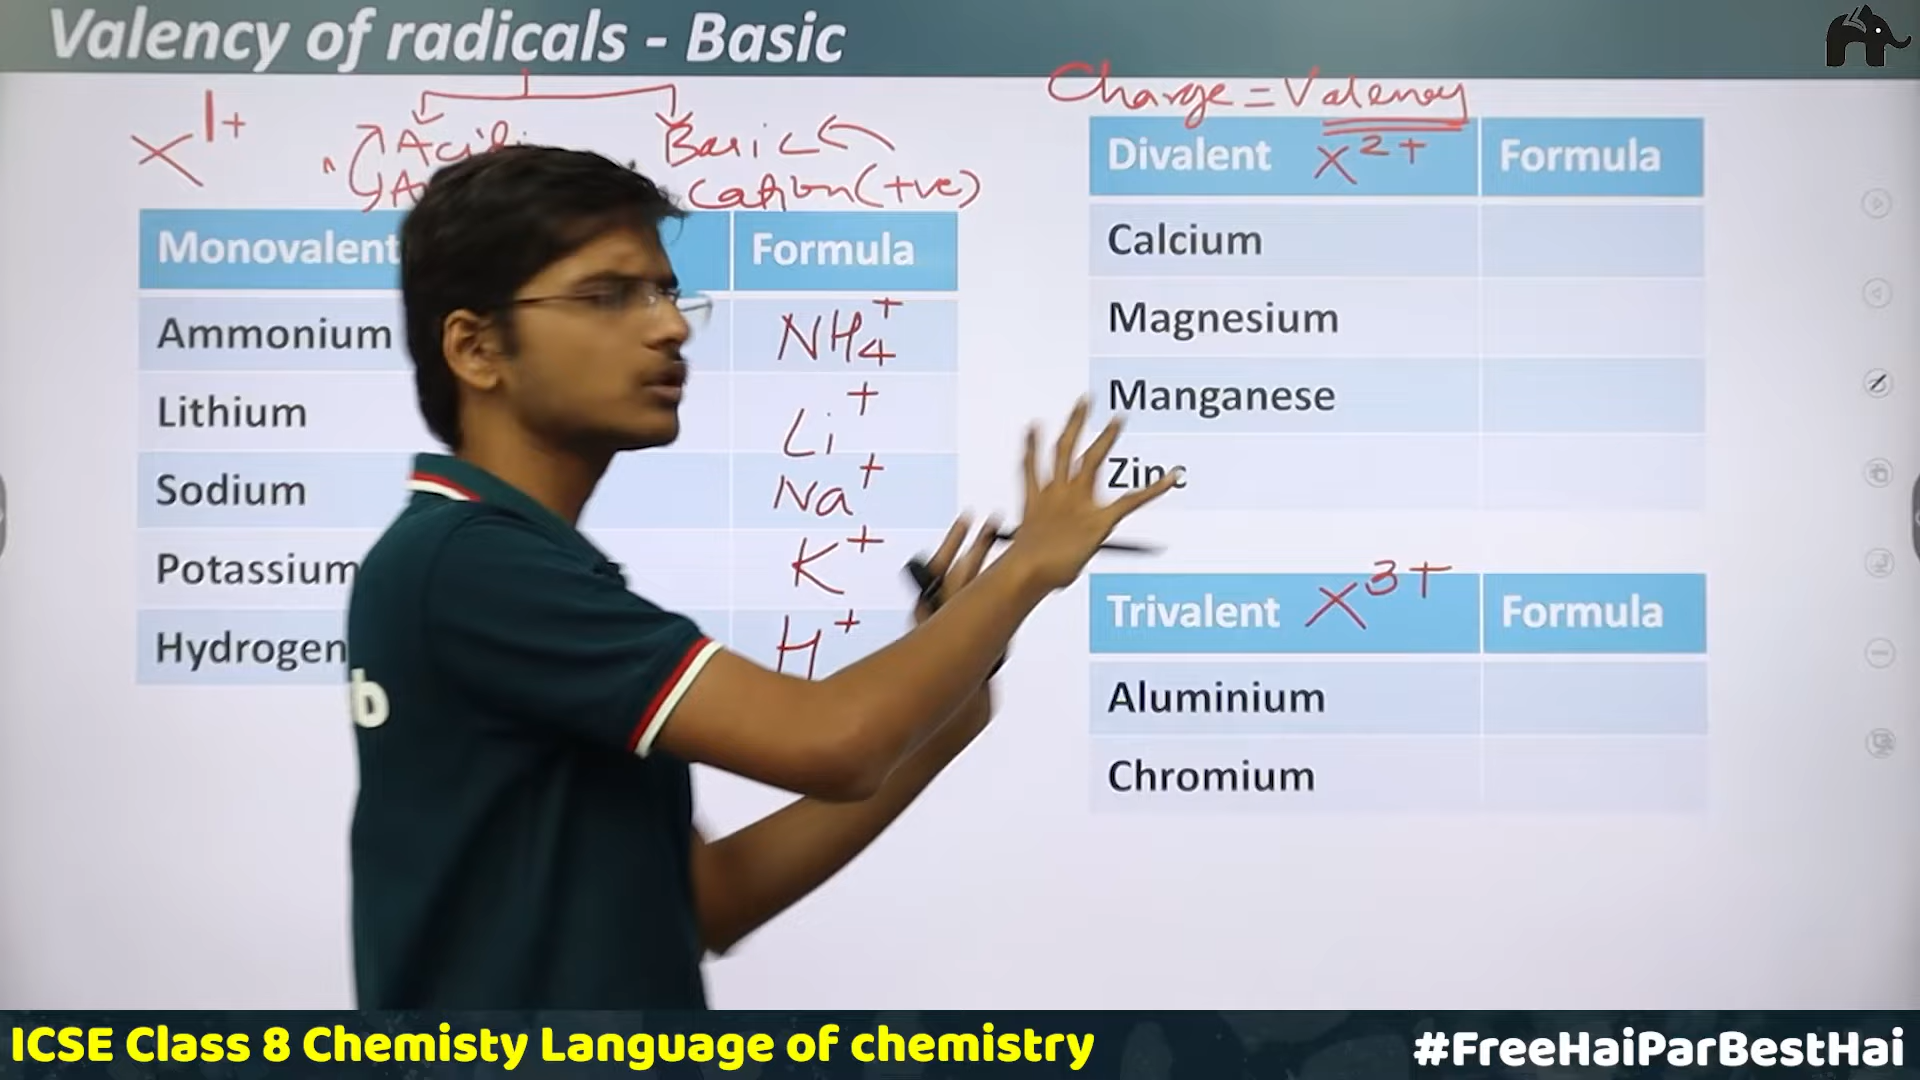 Valency of radicals - Basic
Charge = Valency
X1+
Basic
Cation (+ve)
Monovalent Formula
Ammonium NH4+
Lithium Li+
Sodium Na+
Potassium K+
Hydrogen H+
Divalent X2+ Formula
Calcium
Magnesium
Manganese
Zinc
Trivalent X3+ Formula
Aluminium
Chromium
b
ICSE Class 8 Chemisty Language of chemistry
#FreeHaiParBestHai